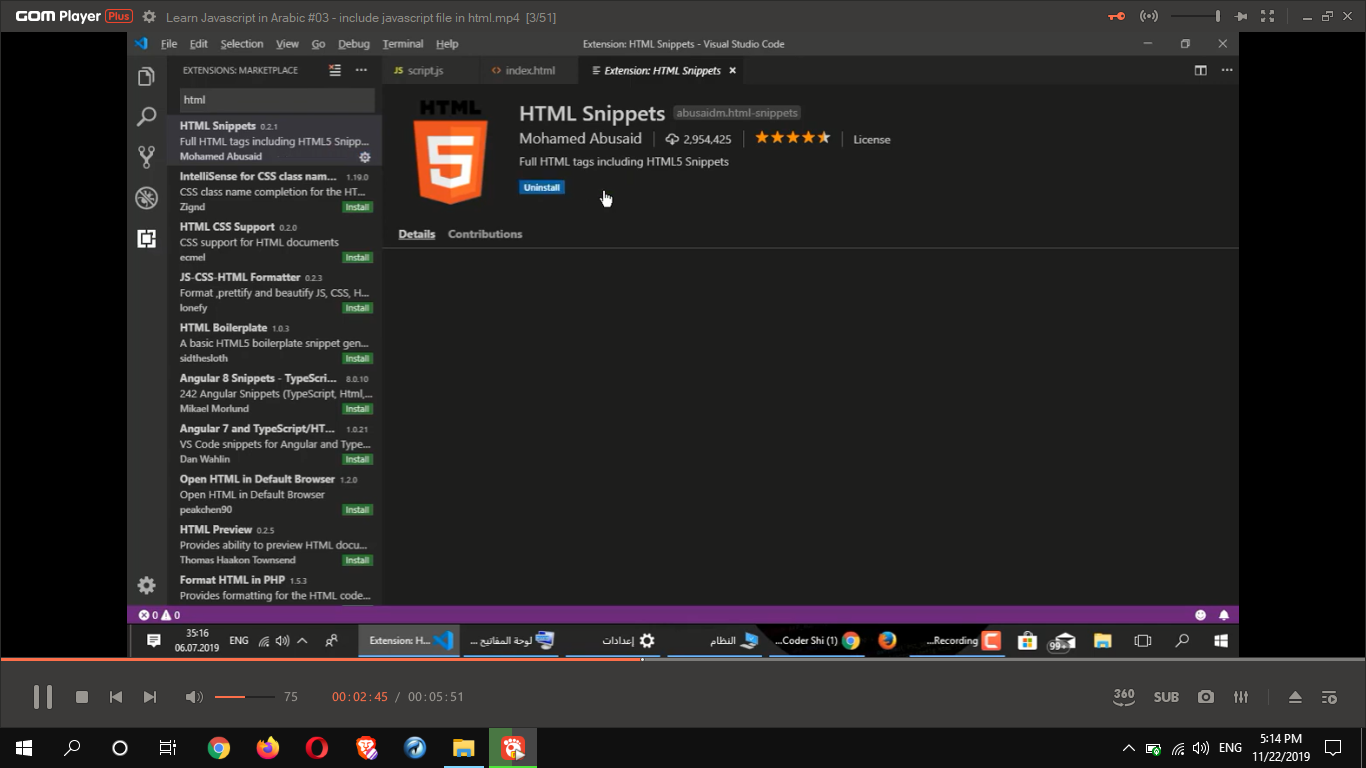 GOM Player Plus
Learn Javascript in Arabic #03 - include javascript file in html.mp4 [3/51]
File Edit Selection View Go Debug Terminal Help
Extension: HTML Snippets - Visual Studio Code
EXTENSIONS: MARKETPLACE
JS script.js
index.html
Extension: HTML Snippets
html
HTML Snippets 0.2.1
Full HTML tags including HTML5 Snipp...
Mohamed Abusaid
IntelliSense for CSS class nam... 1.19.0
CSS class name completion for the HT...
Zignd Install
HTML CSS Support 0.2.0
CSS support for HTML documents
ecmel Install
JS-CSS-HTML Formatter 0.2.3
Format ,prettify and beautify JS, CSS, H...
lonefy Install
HTML Boilerplate 1.0.3
A basic HTML5 boilerplate snippet gen...
sidthesloth Install
Angular 8 Snippets - TypeScri... 8.0.10
242 Angular Snippets (TypeScript, Html,...
Mikael Morlund Install
Angular 7 and TypeScript/HT... 1.0.21
VS Code snippets for Angular and Type...
Dan Wahlin Install
Open HTML in Default Browser 1.2.0
Open HTML in Default Browser
peakchen90 Install
HTML Preview 0.2.5
Provides ability to preview HTML docu...
Thomas Haakon Townsend Install
Format HTML in PHP 1.5.3
Provides formatting for the HTML code...
HTML
5
HTML Snippets abusaidm.html-snippets
Mohamed Abusaid 2,954,425 License
Full HTML tags including HTML5 Snippets
Uninstall
Details Contributions
0 0
35:16
06.07.2019
ENG
Extension: H...
لوحة المفاتيح ...
إعدادات
النظام
...Coder Shi (1)
...Recording
99+
00:02:45 / 00:05:51
75
360
SUB
ENG
5:14 PM
11/22/2019